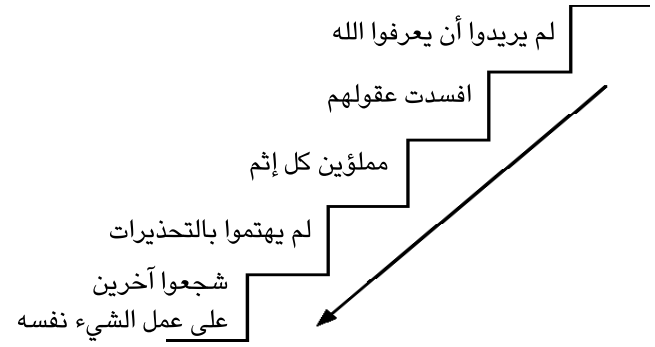 لم يريدوا أن يعرفوا الله
افسدت عقولهم
مملؤين كل إثم
لم يهتموا بالتحذيرات
شجعوا آخرين
على عمل الشيء نفسه